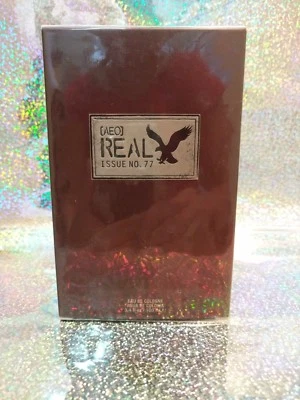 [AEO]
REAL
ISSUE NO. 77
EAU DE COLOGNE